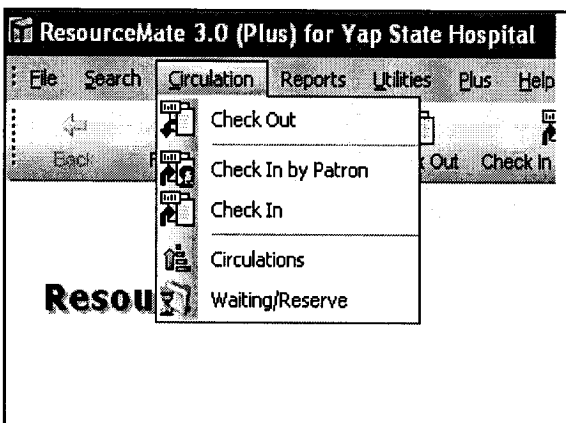 ResourceMate 3.0 (Plus) for Yap State Hospital
File Search Circulation Reports Utilities Plus Help
Check Out
Back Out Check In
Check In by Patron
Check In
Circulations
Resou
Waiting/Reserve